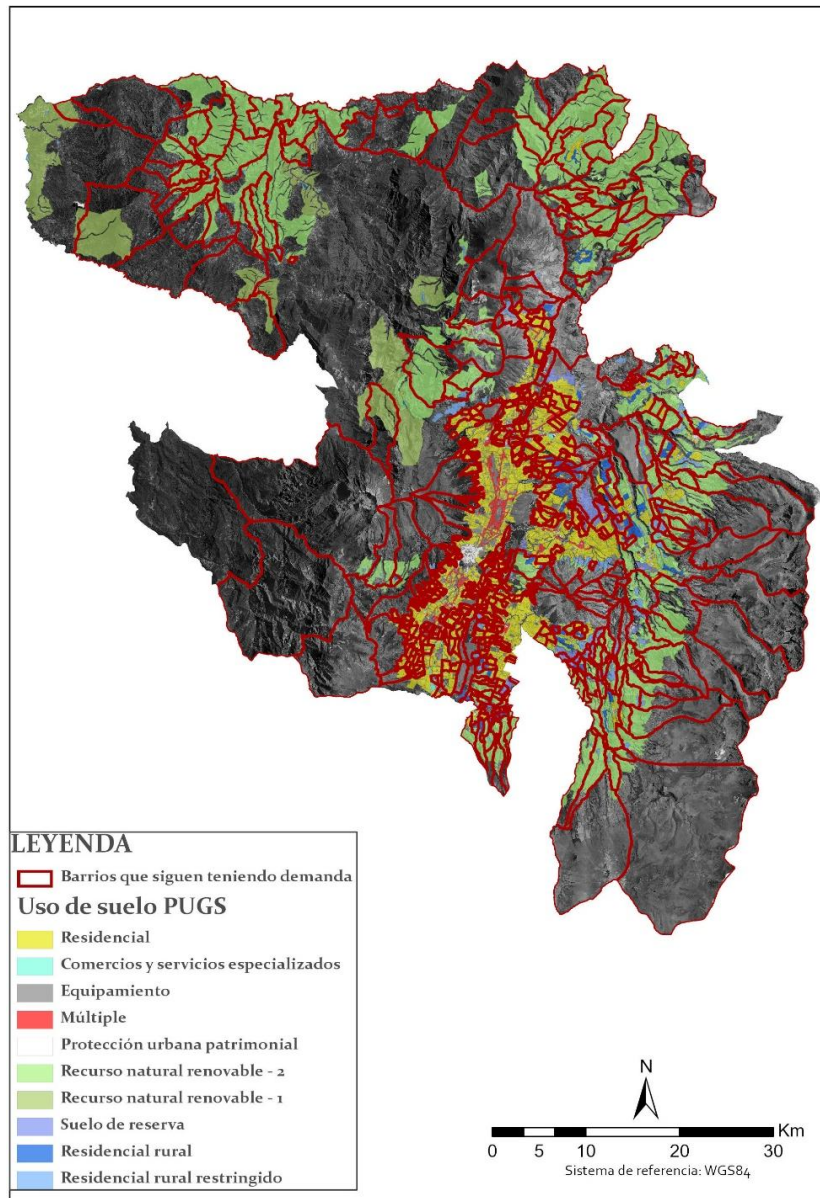 LEYENDA
Barrios que siguen teniendo demanda
Uso de suelo PUGS
Residencial
Comercios y servicios especializados
Equipamiento
Múltiple
Protección urbana patrimonial
Recurso natural renovable - 2
Recurso natural renovable - 1
Suelo de reserva
Residencial rural
Residencial rural restringido
N
Km
0 5 10 20 30
Sistema de referencia: WGS84